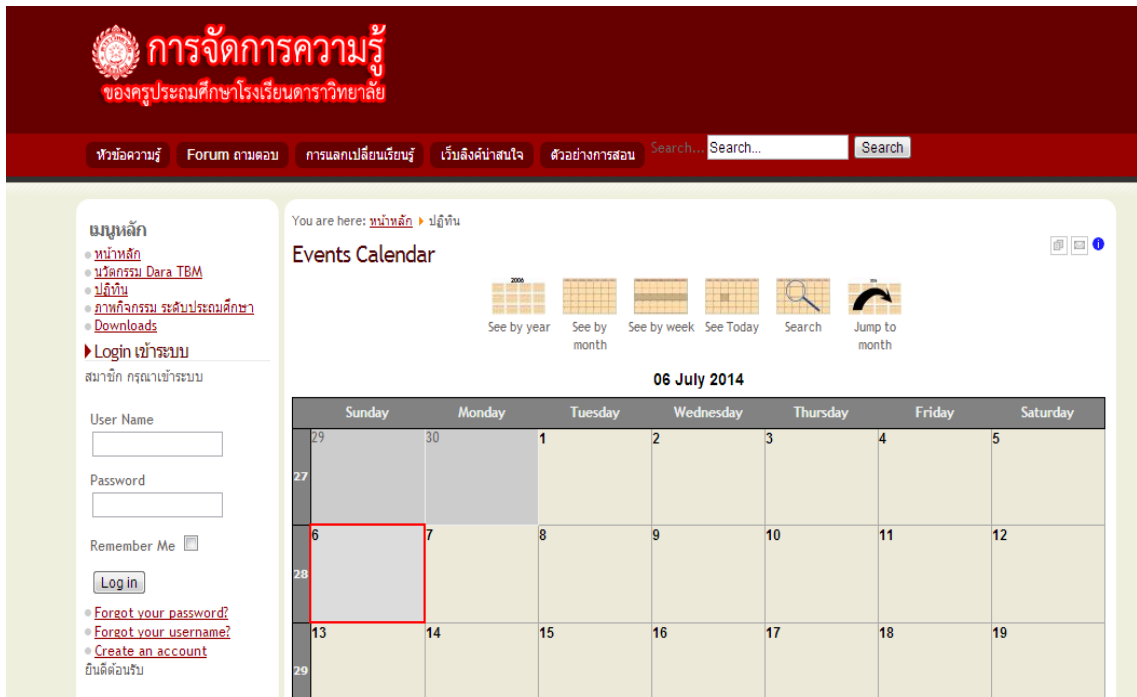 การจัดการความรู้
ของครูประถมศึกษาโรงเรียนดาราวิทยาลัย
หัวข้อความรู้ Forum ถามตอบ การแลกเปลี่ยนเรียนรู้ เว็บลิงค์น่าสนใจ ตัวอย่างการสอน Search... Search... Search
เมนูหลัก
หน้าหลัก
นวัตกรรม Dara TBM
ปฏิทิน
ภาพกิจกรรม ระดับประถมศึกษา
Downloads
Login เข้าระบบ
สมาชิก กรุณาเข้าระบบ
User Name
Password
Remember Me
Log in
Forgot your password?
Forgot your username?
Create an account
ยินดีต้อนรับ
You are here: หน้าหลัก ปฏิทิน
Events Calendar
2006
See by year See by month See by week See Today Search Jump to month
06 July 2014
Sunday Monday Tuesday Wednesday Thursday Friday Saturday
27 29 30 1 2 3 4 5
28 6 7 8 9 10 11 12
29 13 14 15 16 17 18 19